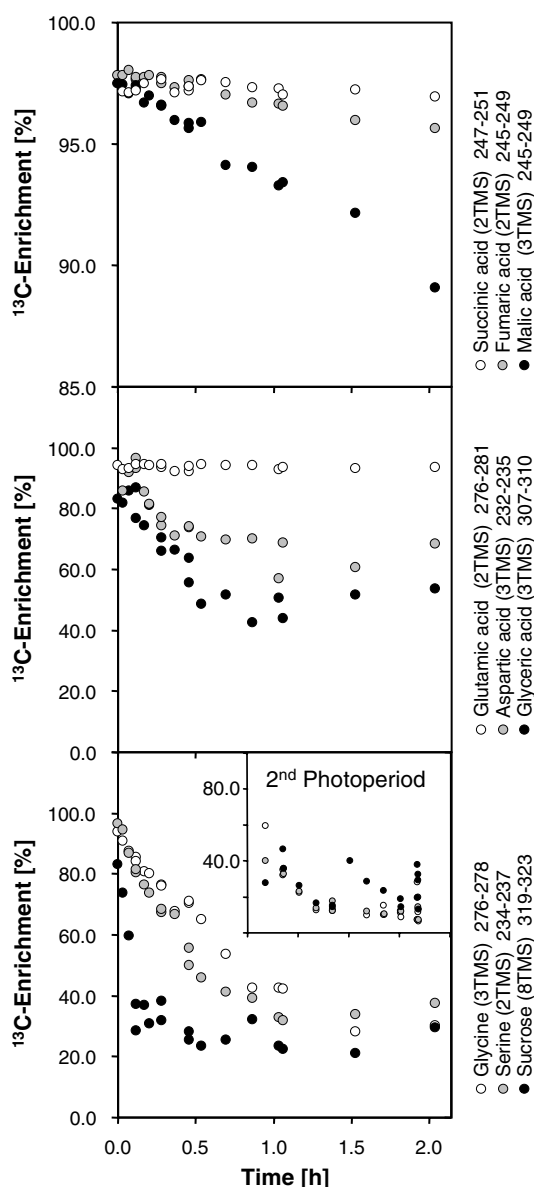 100.0
95.0
90.0
85.0
¹³C-Enrichment [%]
Succinic acid (2TMS) 247-251
Fumaric acid (2TMS) 245-249
Malic acid (3TMS) 245-249
100.0
80.0
60.0
40.0
20.0
0.0
¹³C-Enrichment [%]
Glutamic acid (2TMS) 276-281
Aspartic acid (3TMS) 232-235
Glyceric acid (3TMS) 307-310
100.0
80.0
60.0
40.0
20.0
0.0
¹³C-Enrichment [%]
2nd Photoperiod
80.0
40.0
Glycine (3TMS) 276-278
Serine (2TMS) 234-237
Sucrose (8TMS) 319-323
0.0 0.5 1.0 1.5 2.0
Time [h]